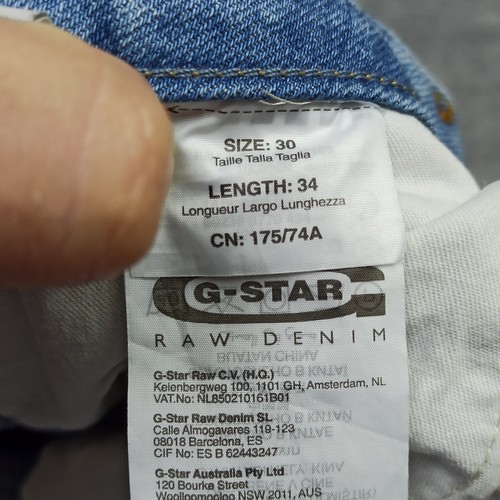 SIZE: 30
Taille Talla Taglia
LENGTH: 34
Longueur Largo Lunghezza
CN: 175/74A
G-STAR
RAW DENIM
G-Star Raw C.V. (H.Q.)
Keienbergweg 100, 1101 GH, Amsterdam, NL
VAT.No: NL850210161B01
G-Star Raw Denim SL
Calle Almogavares 119-123
08018 Barcelona, ES
CIF No: ES B 62443247
G-Star Australia Pty Ltd
120 Bourke Street
Woolloomooloo NSW 2011, AUS